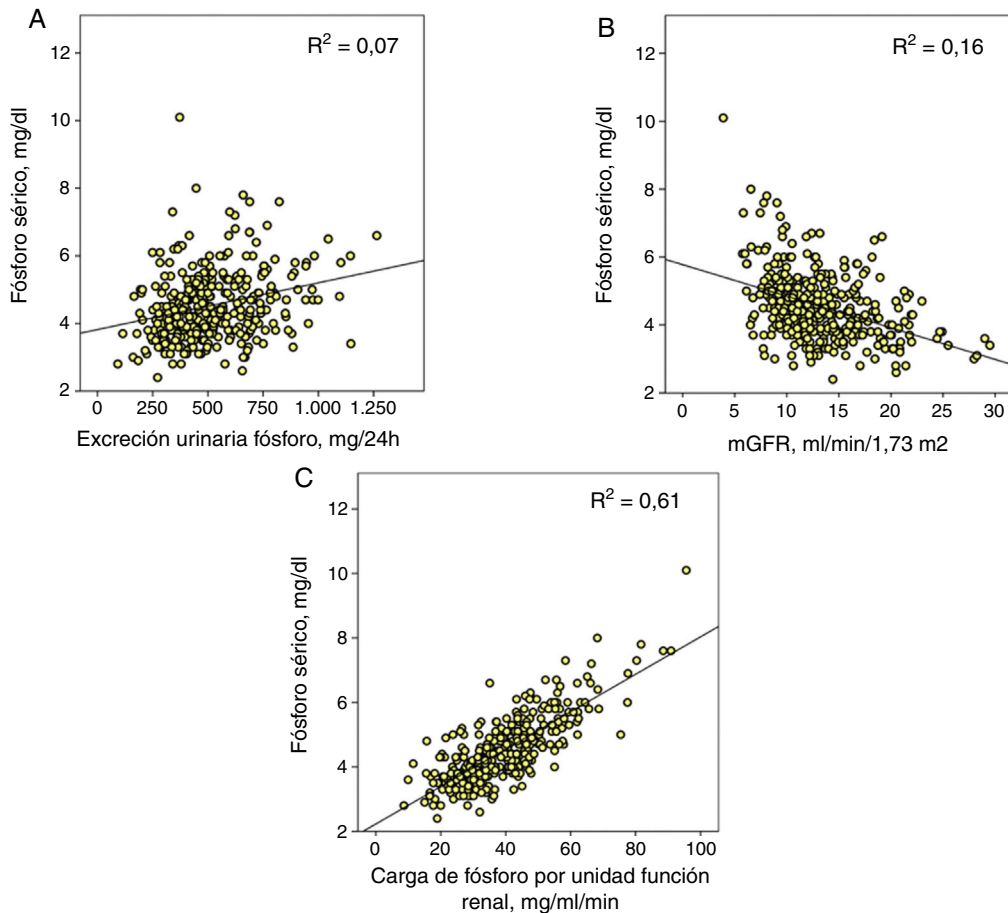 A
R² = 0,07
12
10
8
6
4
2
Fósforo sérico, mg/dl
0 250 500 750 1.000 1.250
Excreción urinaria fósforo, mg/24h
B
R² = 0,16
12
10
8
6
4
2
Fósforo sérico, mg/dl
0 5 10 15 20 25 30
mGFR, ml/min/1,73 m2
C
R² = 0,61
12
10
8
6
4
2
Fósforo sérico, mg/dl
0 20 40 60 80 100
Carga de fósforo por unidad función
renal, mg/ml/min